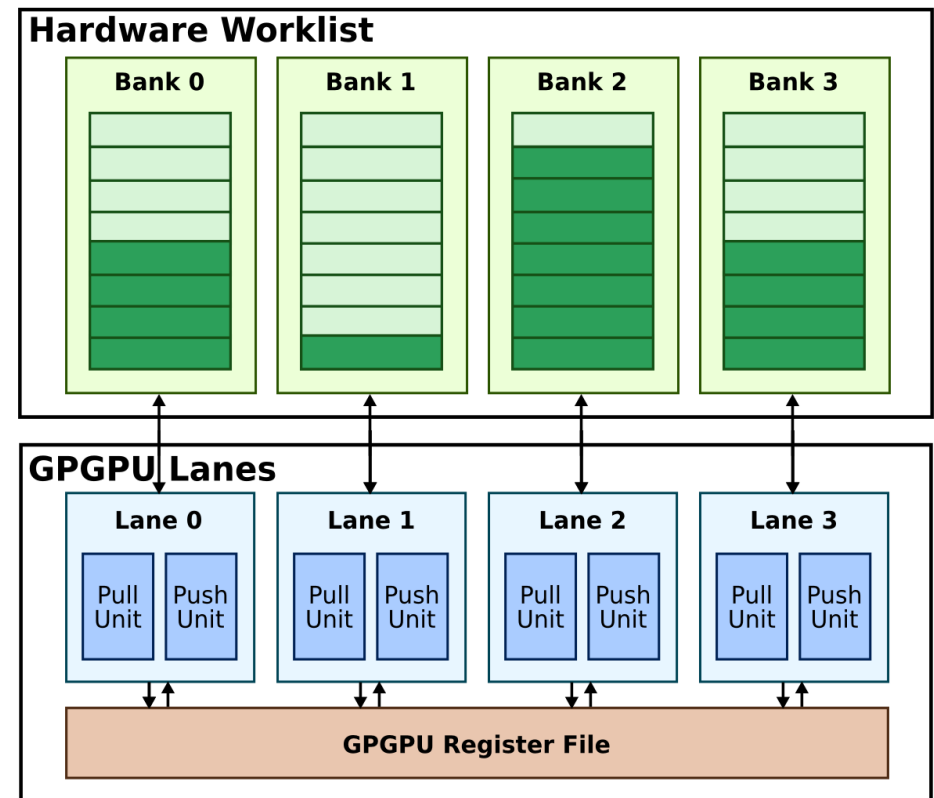 Hardware Worklist
Bank 0
Bank 1
Bank 2
Bank 3
GPGPU Lanes
Lane 0
Lane 1
Lane 2
Lane 3
Pull
Unit
Push
Unit
Pull
Unit
Push
Unit
Pull
Unit
Push
Unit
Pull
Unit
Push
Unit
GPGPU Register File